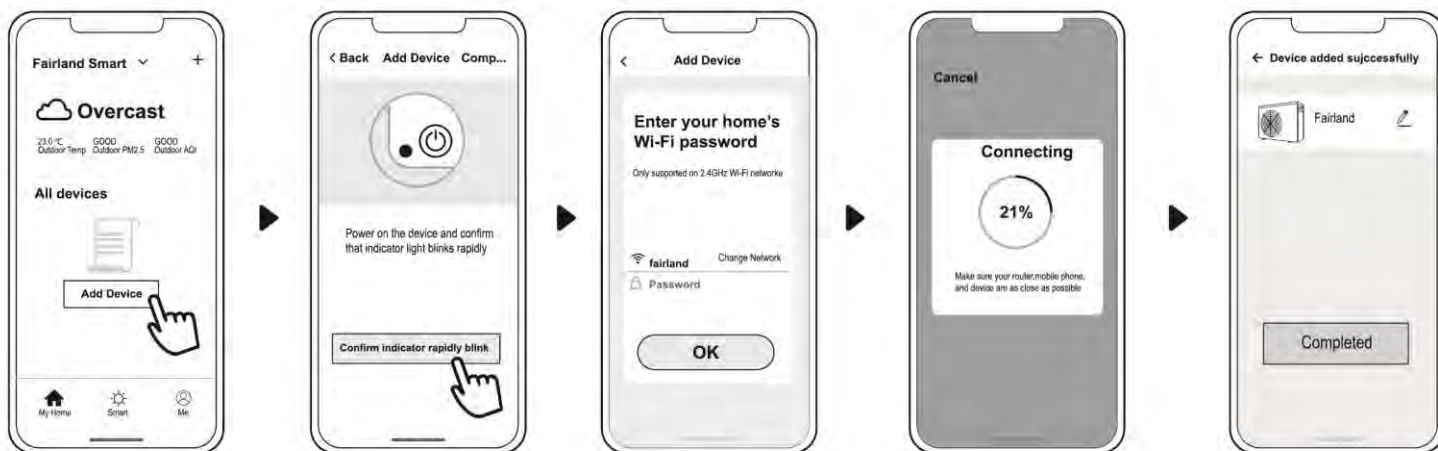 Fairland Smart
+
Overcast
23.0 °C GOOD GOOD
Outdoor Temp Outdoor PM2.5 Outdoor AQI
All devices
Add Device
My Home Smart Me
< Back Add Device Comp...
Power on the device and confirm
that indicator light blinks rapidly
Confirm indicator rapidly blink
< Add Device
Enter your home's
Wi-Fi password
Only supported on 2.4GHz Wi-Fi networke
fairland Change Network
Password
OK
Cancel
Connecting
21%
Make sure your router,mobile phone,
and device are as close as possible
← Device added sujccessfully
Fairland
Completed